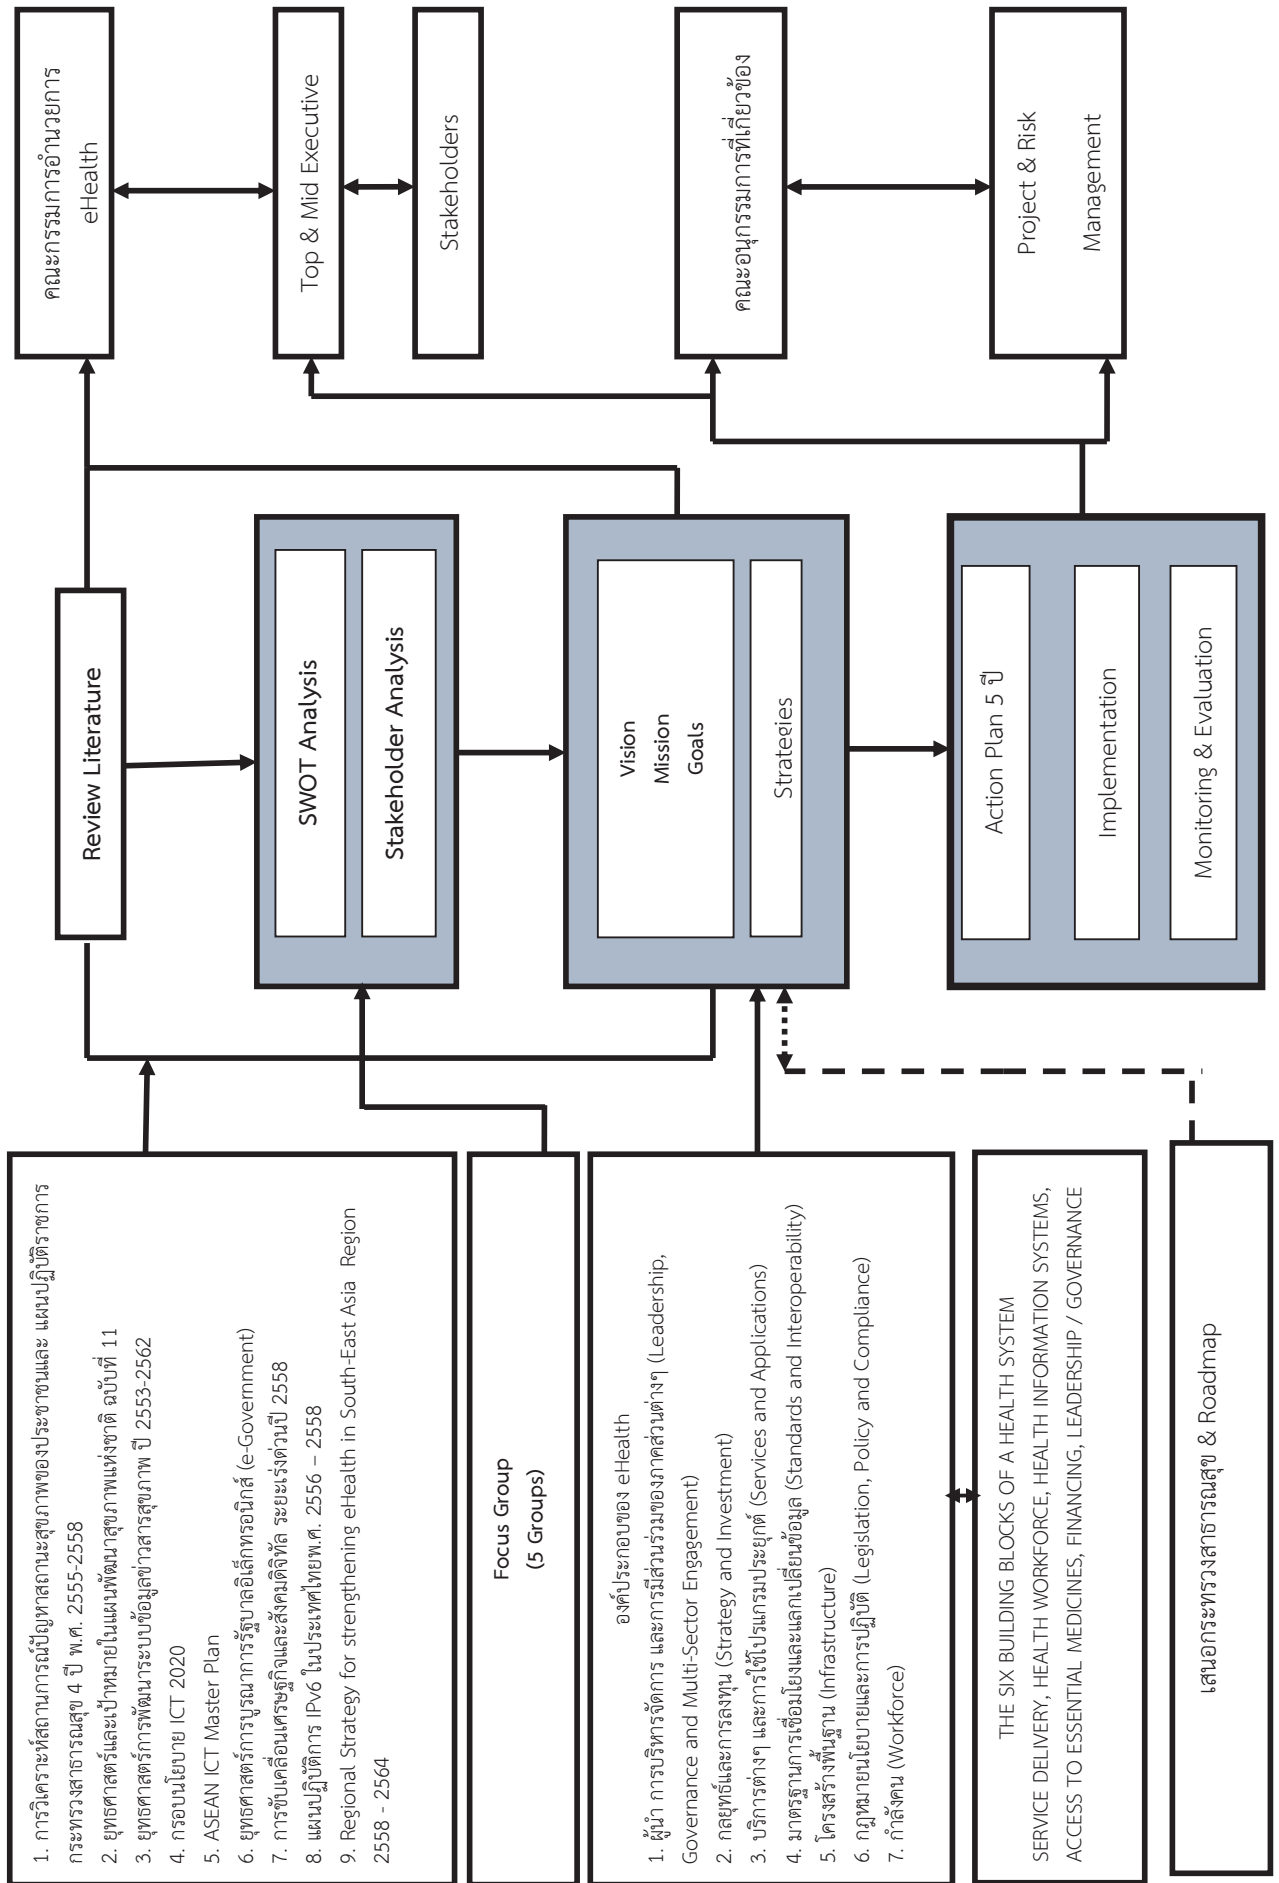 1. การวิเคราะห์สถานการณ์ปัญหาสถานะสุขภาพของประชาชนและ แผนปฏิบัติราชการ
กระทรวงสาธารณสุข 4 ปี พ.ศ. 2555-2558
2. ยุทธศาสตร์และเป้าหมายในแผนพัฒนาสุขภาพแห่งชาติ ฉบับที่ 11
3. ยุทธศาสตร์การพัฒนาระบบข้อมูลข่าวสารสุขภาพ ปี 2553-2562
4. กรอบนโยบาย ICT 2020
5. ASEAN ICT Master Plan
6. ยุทธศาสตร์การบูรณาการรัฐบาลอิเล็กทรอนิกส์ (e-Government)
7. การขับเคลื่อนเศรษฐกิจและสังคมดิจิทัล ระยะเร่งด่วนปี 2558
8. แผนปฏิบัติการ IPv6 ในประเทศไทยพ.ศ. 2556 – 2558
9. Regional Strategy for strengthening eHealth in South-East Asia Region
2558 - 2564
Focus Group
(5 Groups)
องค์ประกอบของ eHealth
1. ผู้นำ การบริหารจัดการ และการมีส่วนร่วมของภาคส่วนต่างๆ (Leadership,
Governance and Multi-Sector Engagement)
2. กลยุทธ์และการลงทุน (Strategy and Investment)
3. บริการต่างๆ และการใช้โปรแกรมประยุกต์ (Services and Applications)
4. มาตรฐานการเชื่อมโยงและแลกเปลี่ยนข้อมูล (Standards and Interoperability)
5. โครงสร้างพื้นฐาน (Infrastructure)
6. กฎหมายนโยบายและการปฏิบัติ (Legislation, Policy and Compliance)
7. กำลังคน (Workforce)
THE SIX BUILDING BLOCKS OF A HEALTH SYSTEM
SERVICE DELIVERY, HEALTH WORKFORCE, HEALTH INFORMATION SYSTEMS,
ACCESS TO ESSENTIAL MEDICINES, FINANCING, LEADERSHIP / GOVERNANCE
เสนอกระทรวงสาธารณสุข & Roadmap
Review Literature
SWOT Analysis
Stakeholder Analysis
Vision
Mission
Goals
Strategies
Action Plan 5 ปี
Implementation
Monitoring & Evaluation
คณะกรรมการอำนวยการ
eHealth
Top & Mid Executive
Stakeholders
คณะอนุกรรมการที่เกี่ยวข้อง
Project & Risk
Management